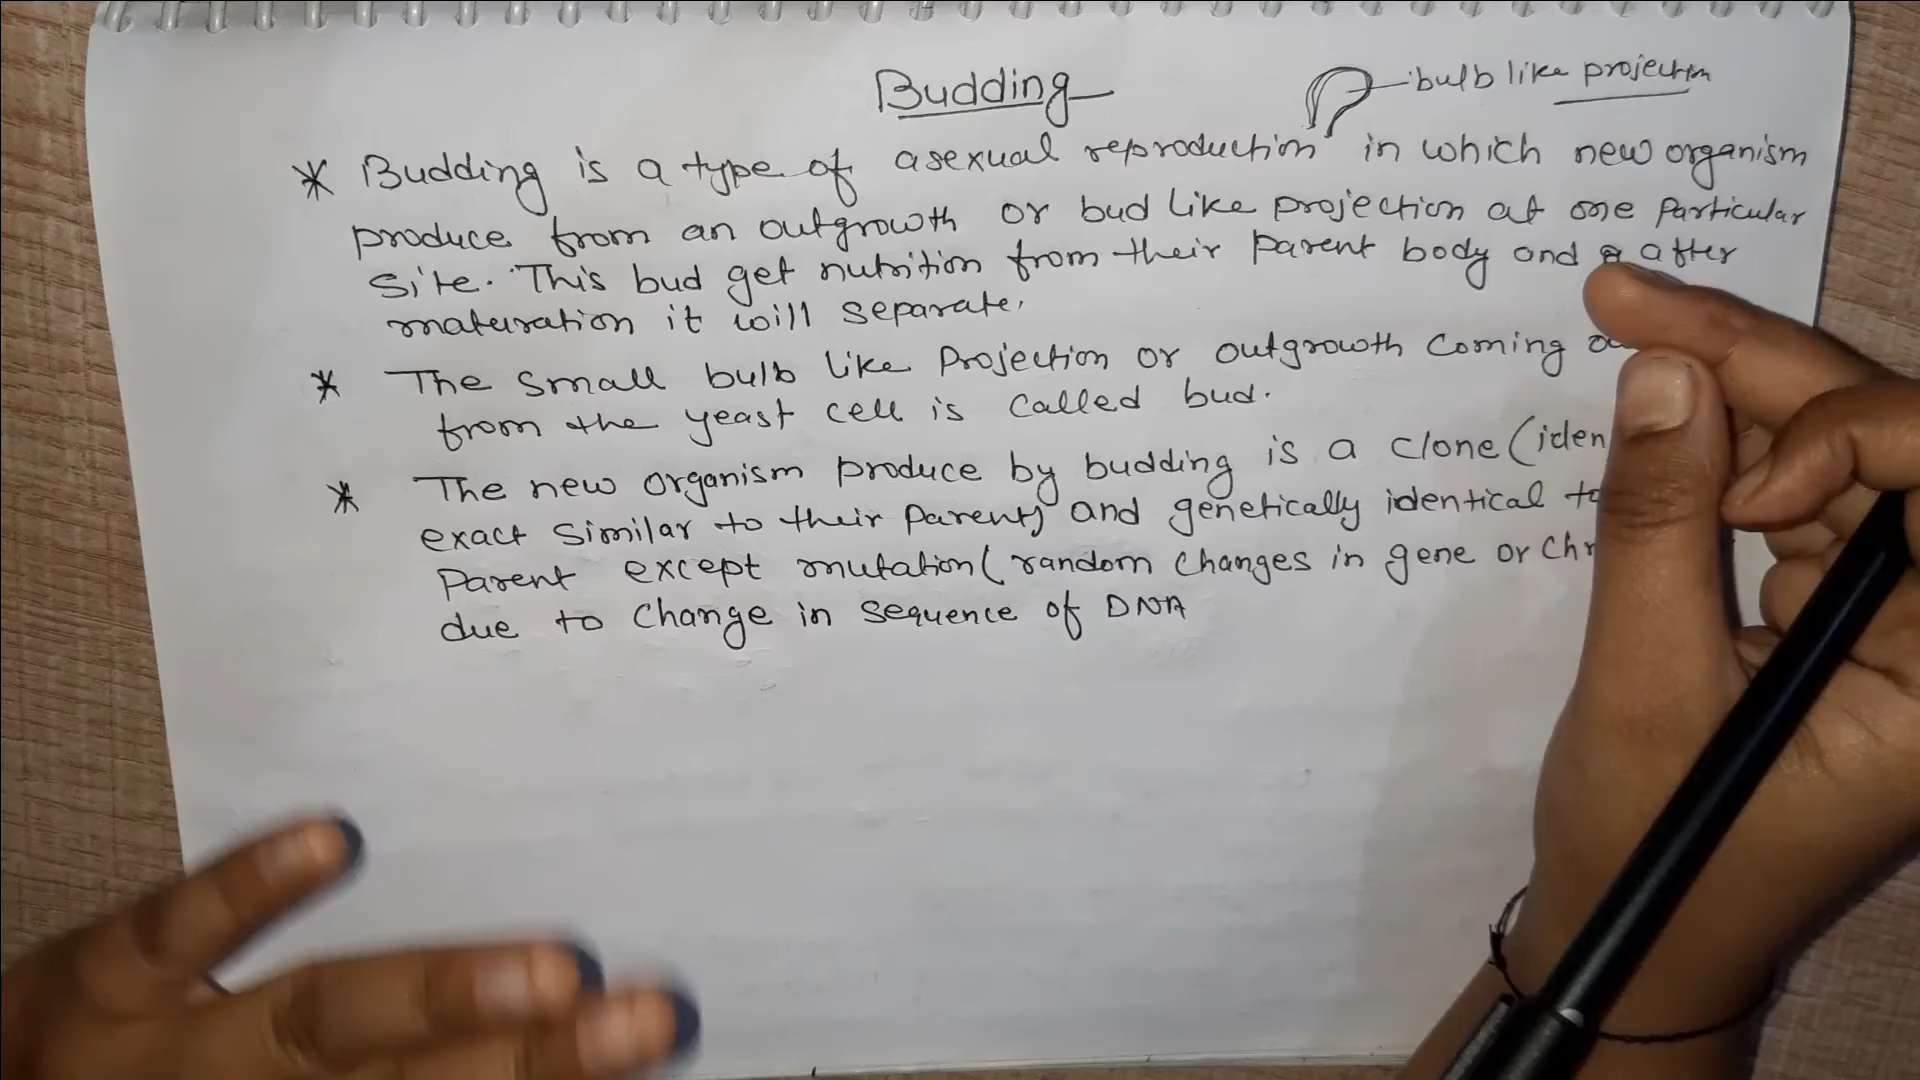 Budding
bulb like projection
* Budding is a type of asexual reproduction in which new organism
produce from an outgrowth or bud like projection at one particular
site. This bud get nutrition from their parent body and after
maturation it will separate.
* The small bulb like projection or outgrowth coming
from the yeast cell is called bud.
* The new organism produce by budding is a clone (iden
exact similar to their parent) and genetically identical to
parent except mutation (random changes in gene or chr
due to change in sequence of DNA